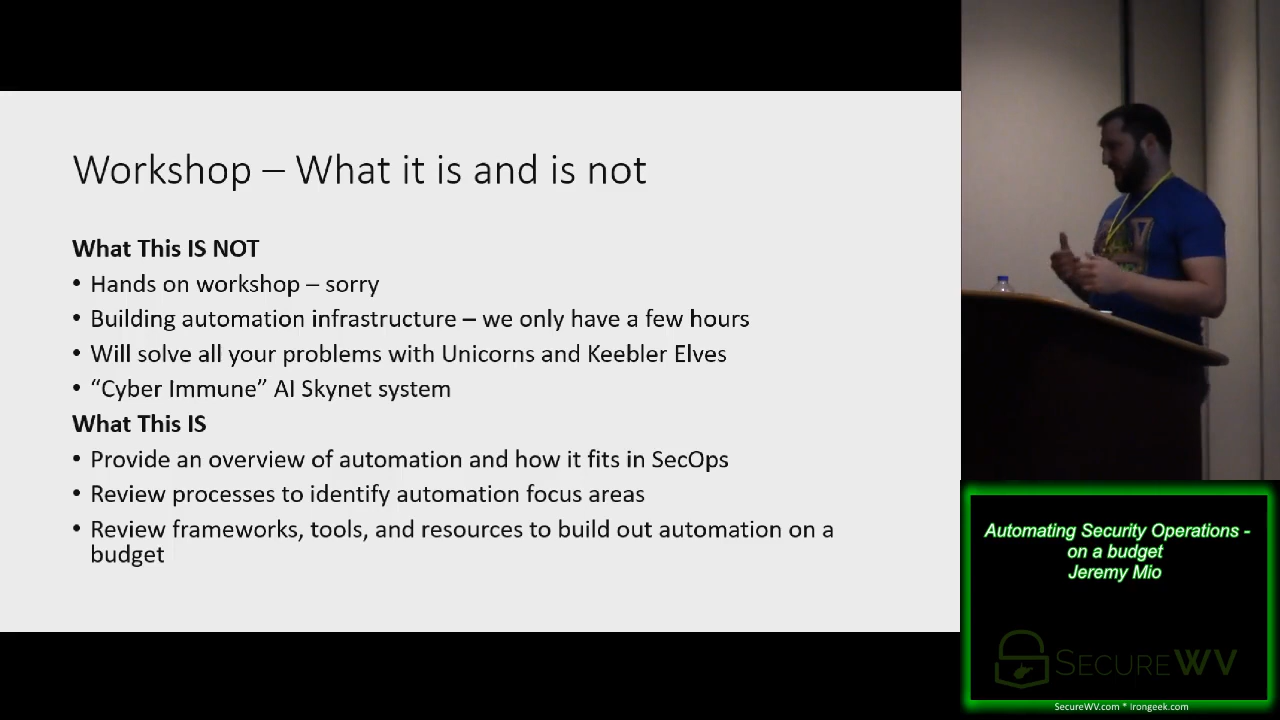 Workshop – What it is and is not
What This IS NOT
• Hands on workshop – sorry
• Building automation infrastructure – we only have a few hours
• Will solve all your problems with Unicorns and Keebler Elves
• “Cyber Immune” AI Skynet system
What This IS
• Provide an overview of automation and how it fits in SecOps
• Review processes to identify automation focus areas
• Review frameworks, tools, and resources to build out automation on a
budget
Automating Security Operations -
on a budget
Jeremy Mio
SECUREWV
SecureWV.com * Irongeek.com